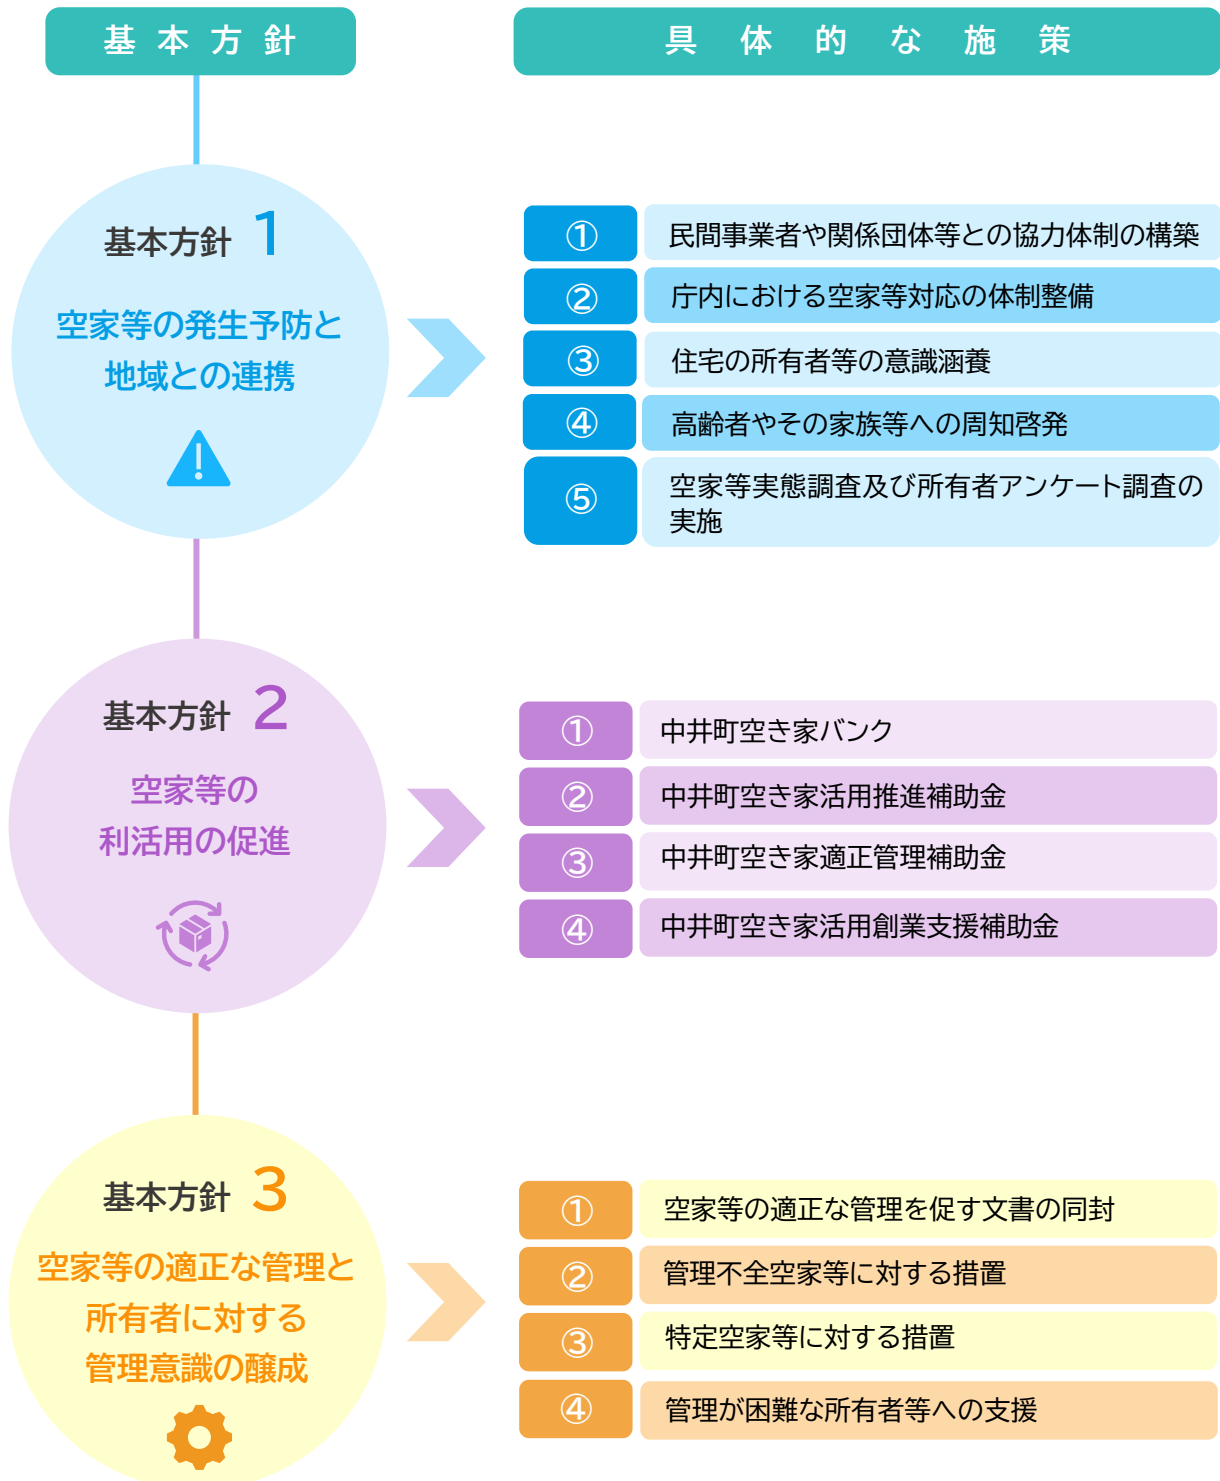 基本方針
具体的な施策
基本方針 1
空家等の発生予防と
地域との連携
① 民間事業者や関係団体等との協力体制の構築
② 庁内における空家等対応の体制整備
③ 住宅の所有者等の意識涵養
④ 高齢者やその家族等への周知啓発
⑤ 空家等実態調査及び所有者アンケート調査の
実施
基本方針 2
空家等の
利活用の促進
① 中井町空き家バンク
② 中井町空き家活用推進補助金
③ 中井町空き家適正管理補助金
④ 中井町空き家活用創業支援補助金
基本方針 3
空家等の適正な管理と
所有者に対する
管理意識の醸成
① 空家等の適正な管理を促す文書の同封
② 管理不全空家等に対する措置
③ 特定空家等に対する措置
④ 管理が困難な所有者等への支援